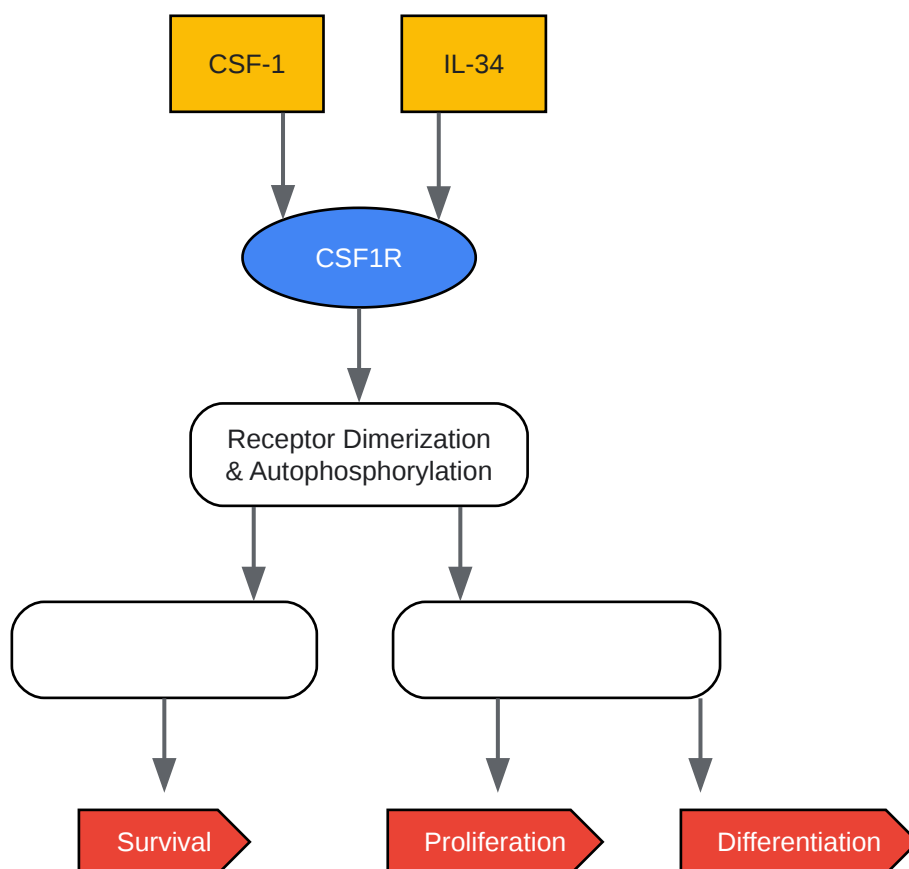 CSF-1
IL-34
CSF1R
Receptor Dimerization
& Autophosphorylation
Survival
Proliferation
Differentiation